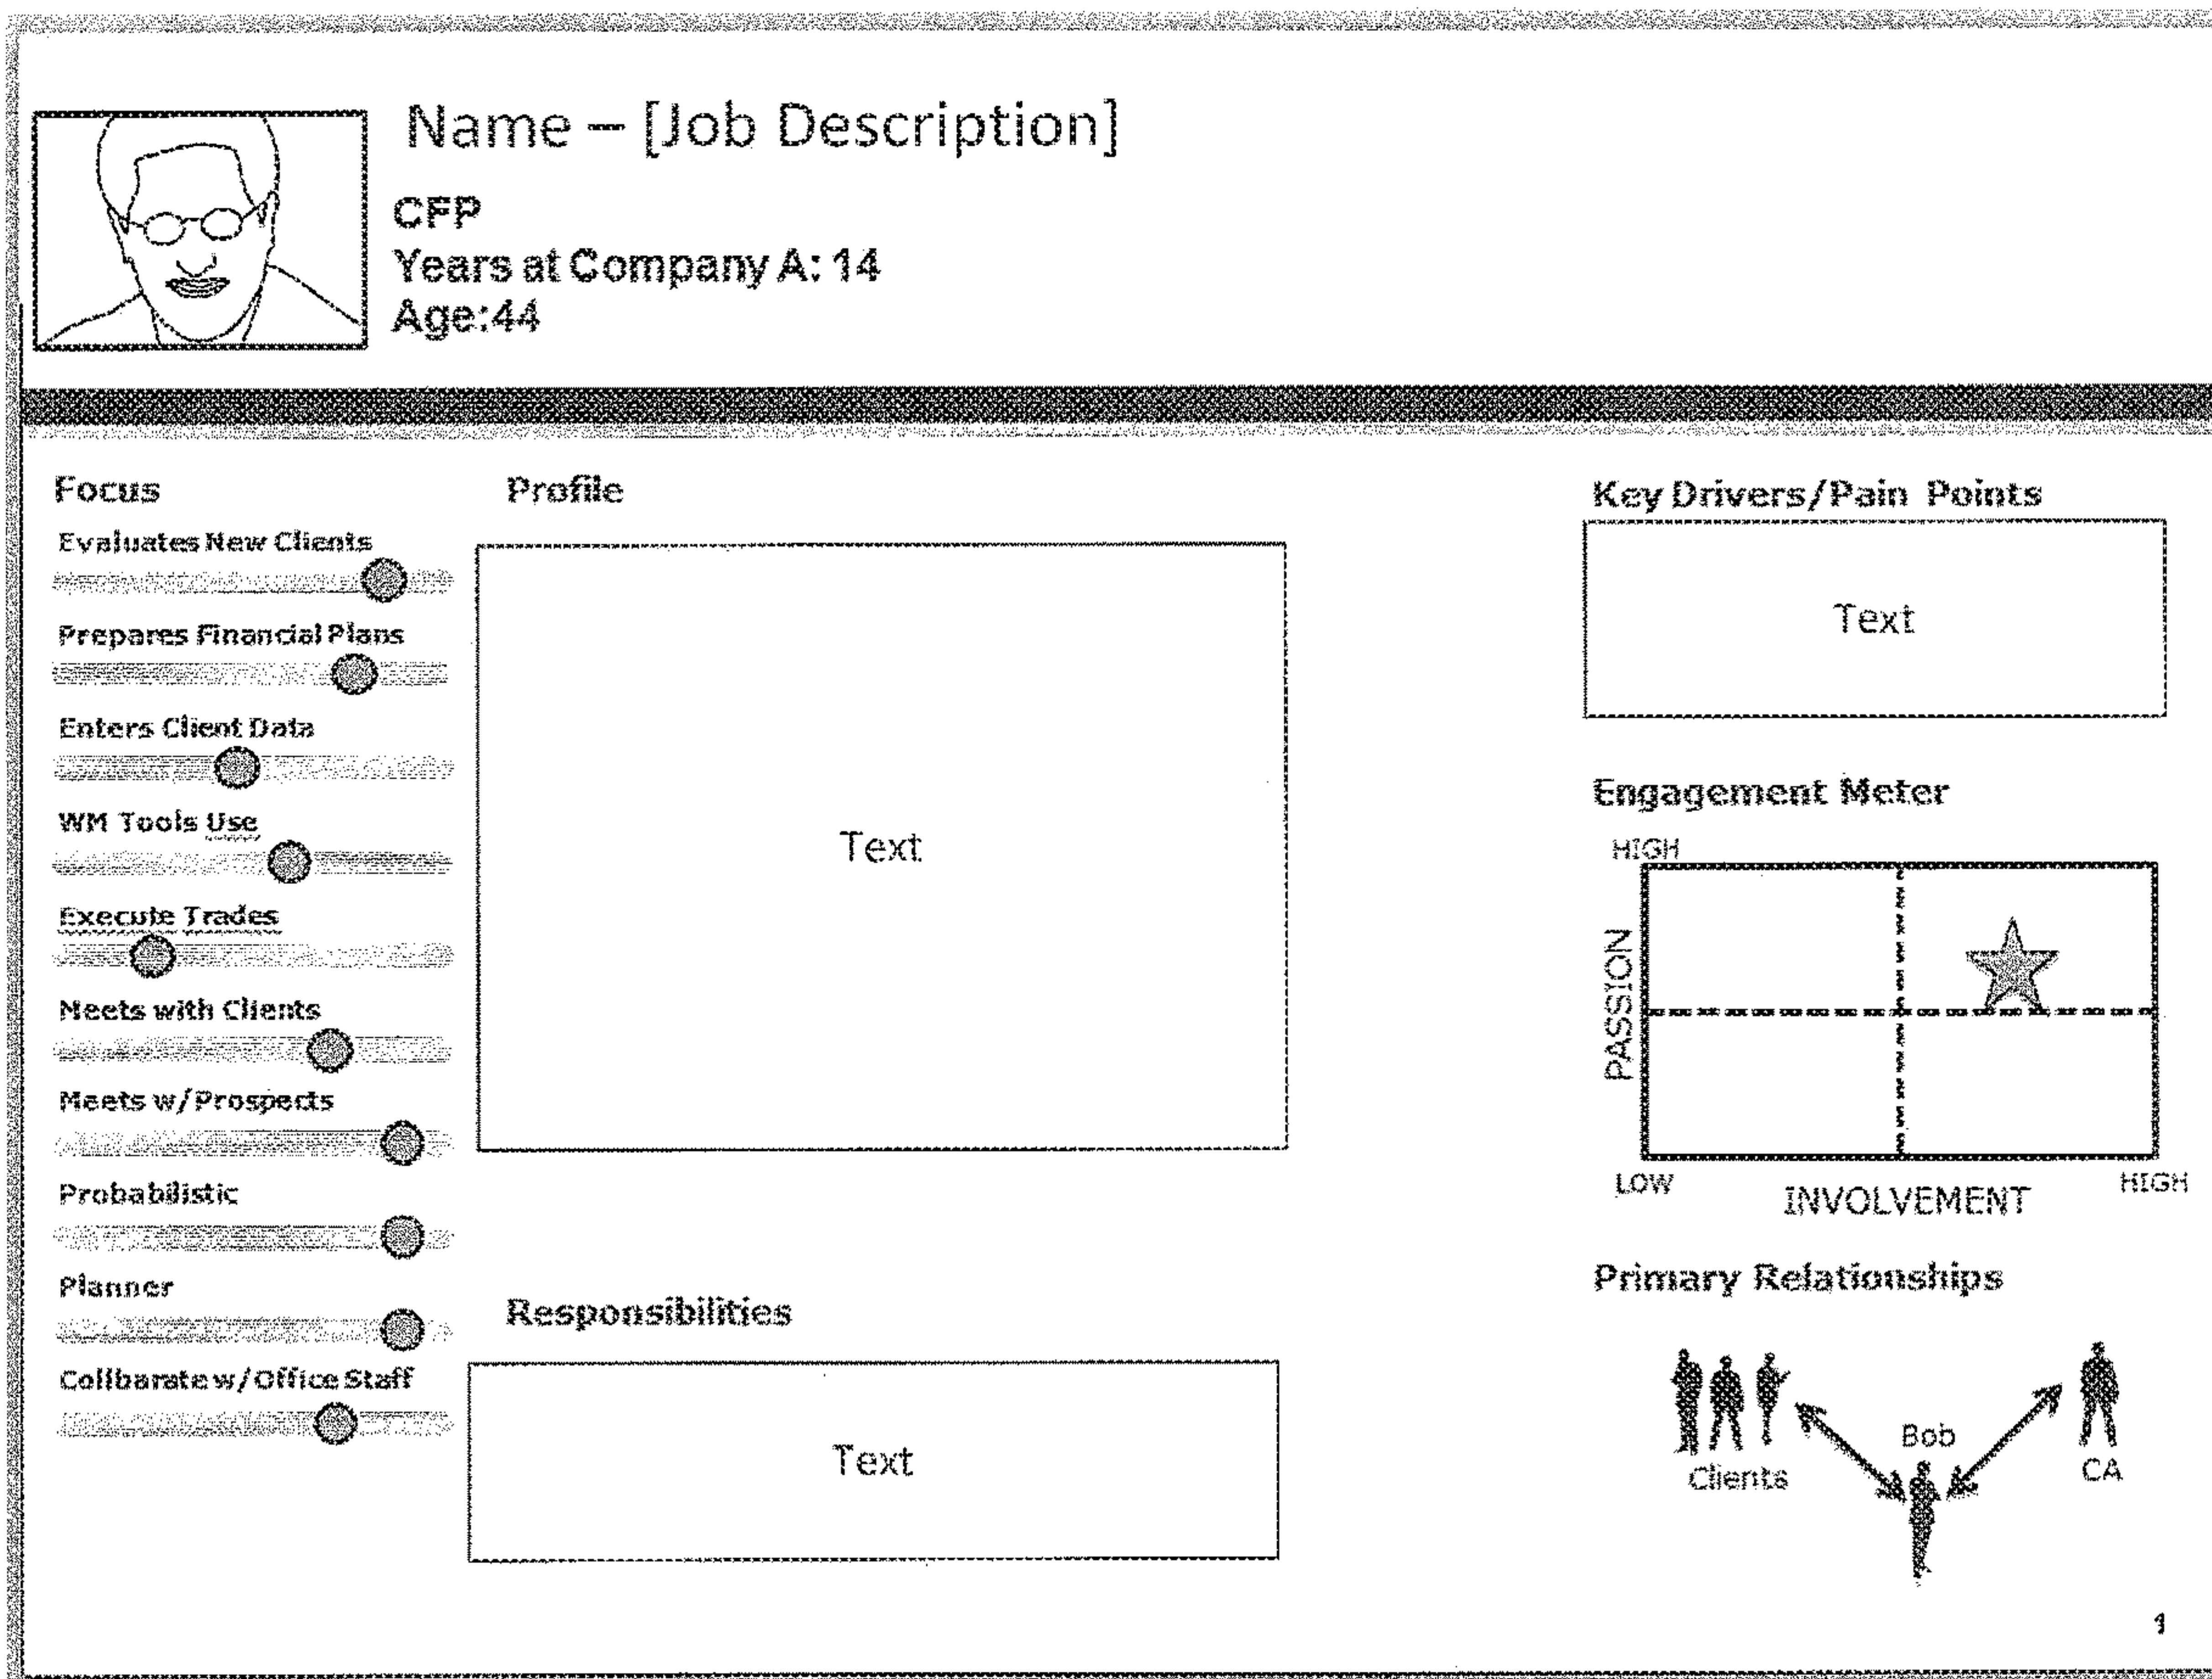 Name – [Job Description]
CFP
Years at Company A: 14
Age:44
Focus
Evaluates New Clients
Prepares Financial Plans
Enters Client Data
WM Tools Use
Execute Trades
Meets with Clients
Meets w/Prospects
Probabilistic
Planner
Collbarate w/Office Staff
Profile
Text
Responsibilities
Text
Key Drivers/Pain Points
Text
Engagement Meter
HIGH
PASSION
LOW
INVOLVEMENT
HIGH
Primary Relationships
Clients
Bob
CA
1